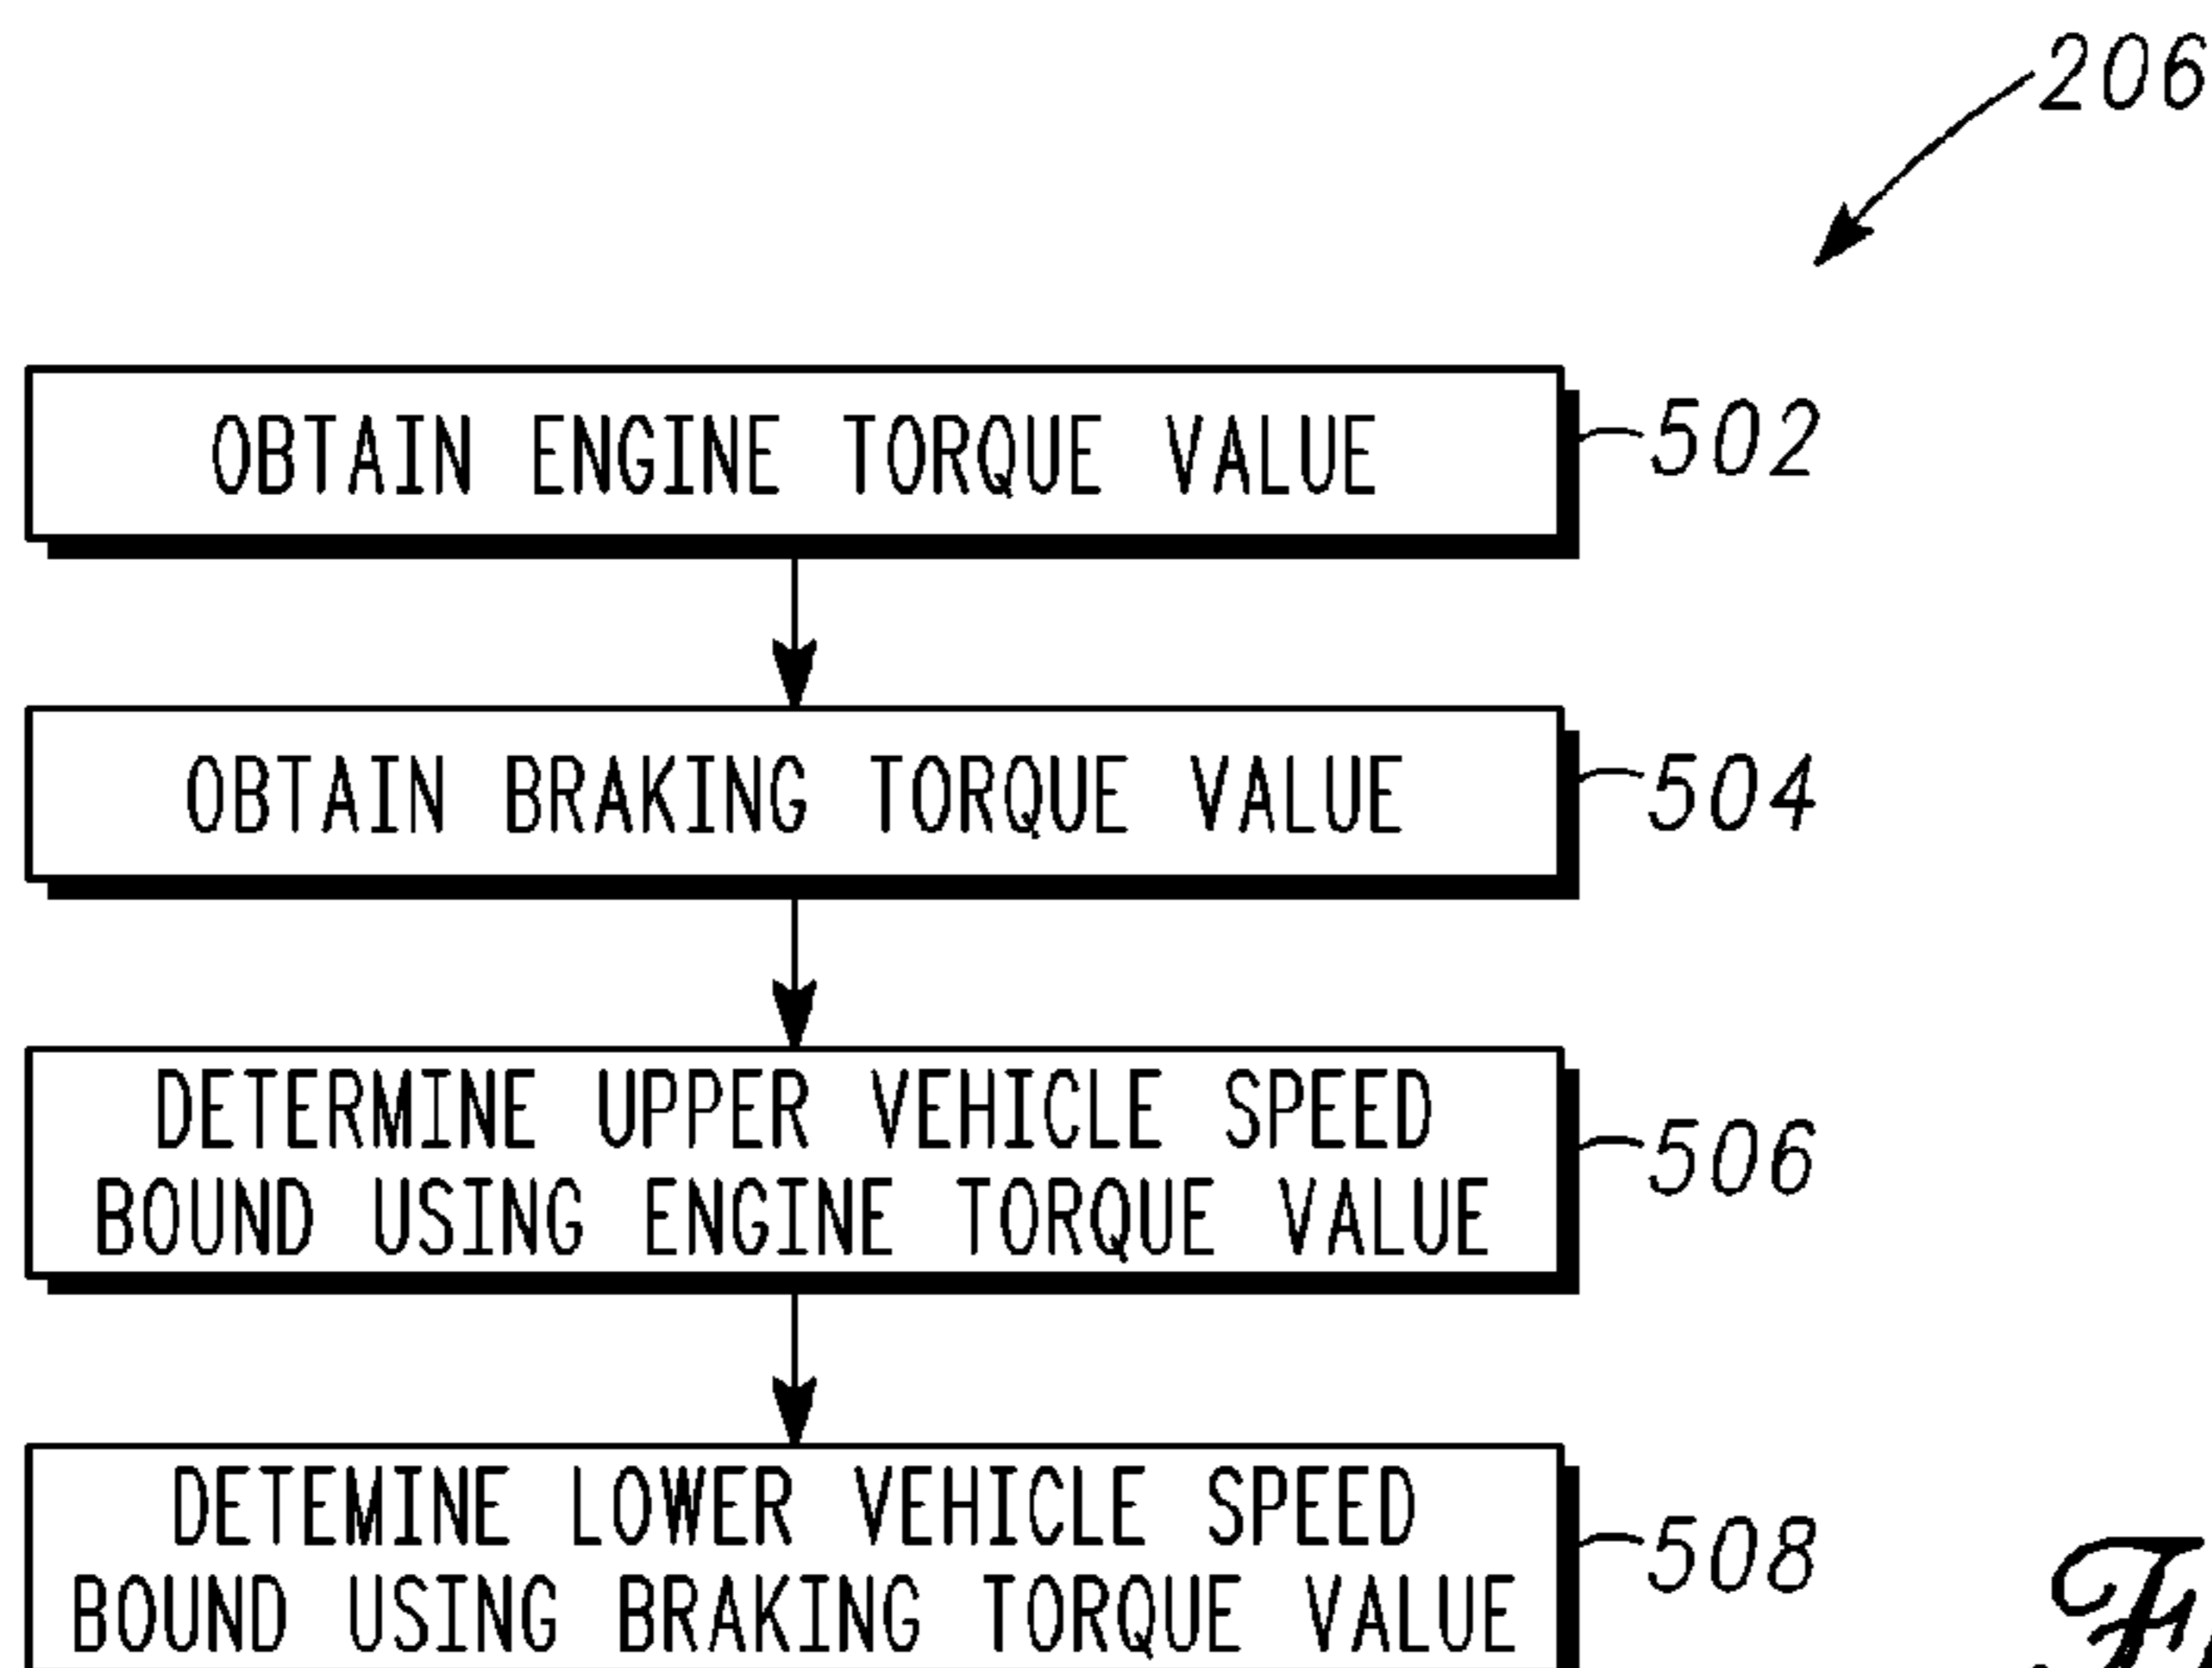 206
OBTAIN ENGINE TORQUE VALUE
502
OBTAIN BRAKING TORQUE VALUE
504
DETERMINE UPPER VEHICLE SPEED
BOUND USING ENGINE TORQUE VALUE
506
DETEMINE LOWER VEHICLE SPEED
BOUND USING BRAKING TORQUE VALUE
508